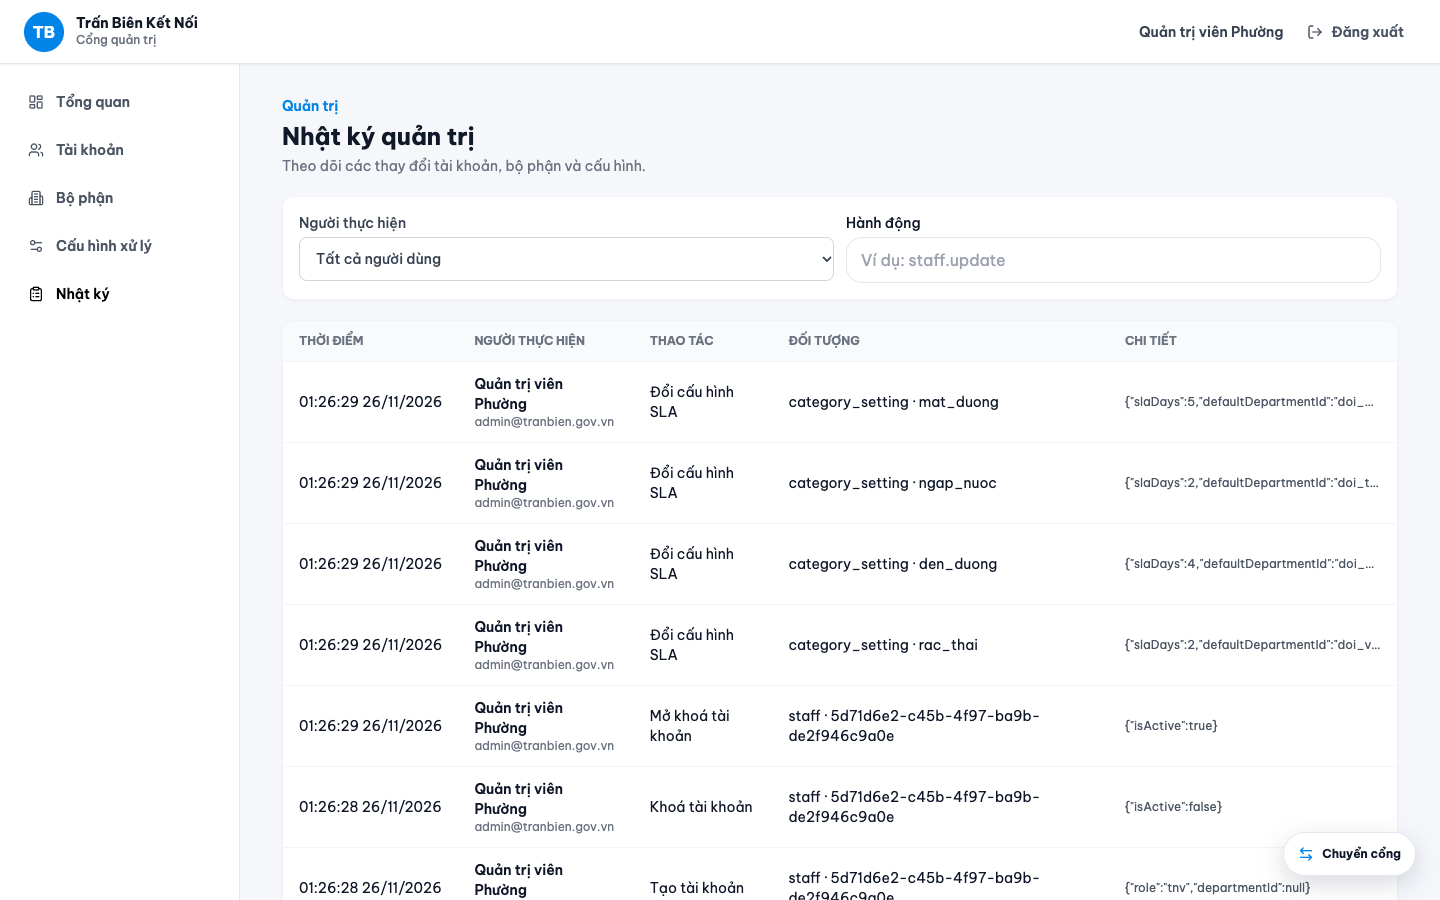 TB
Trấn Biên Kết Nối
Cổng quản trị
Quản trị viên Phường
Đăng xuất
Tổng quan
Tài khoản
Bộ phận
Cấu hình xử lý
Nhật ký
Quản trị
Nhật ký quản trị
Theo dõi các thay đổi tài khoản, bộ phận và cấu hình.
Người thực hiện
Hành động
Tất cả người dùng
Ví dụ: staff.update
THỜI ĐIỂM NGƯỜI THỰC HIỆN THAO TÁC ĐỐI TƯỢNG CHI TIẾT
01:26:29 26/11/2026
Quản trị viên
Phường
admin@tranbien.gov.vn
Đổi cấu hình
SLA
category_setting · mat_duong
{"slaDays":5,"defaultDepartmentId":"doi_...
01:26:29 26/11/2026
Quản trị viên
Phường
admin@tranbien.gov.vn
Đổi cấu hình
SLA
category_setting · ngap_nuoc
{"slaDays":2,"defaultDepartmentId":"doi_t...
01:26:29 26/11/2026
Quản trị viên
Phường
admin@tranbien.gov.vn
Đổi cấu hình
SLA
category_setting · den_duong
{"slaDays":4,"defaultDepartmentId":"doi_...
01:26:29 26/11/2026
Quản trị viên
Phường
admin@tranbien.gov.vn
Đổi cấu hình
SLA
category_setting · rac_thai
{"slaDays":2,"defaultDepartmentId":"doi_v...
01:26:29 26/11/2026
Quản trị viên
Phường
admin@tranbien.gov.vn
Mở khoá tài
khoản
staff · 5d71d6e2-c45b-4f97-ba9b-
de2f946c9a0e
{"isActive":true}
01:26:28 26/11/2026
Quản trị viên
Phường
admin@tranbien.gov.vn
Khoá tài khoản
staff · 5d71d6e2-c45b-4f97-ba9b-
de2f946c9a0e
{"isActive":false}
01:26:28 26/11/2026
Quản trị viên
Phường
Tạo tài khoản
staff · 5d71d6e2-c45b-4f97-ba9b-
de2f946c9a0e
{"role":"tnv","departmentId":null}
Chuyển cổng